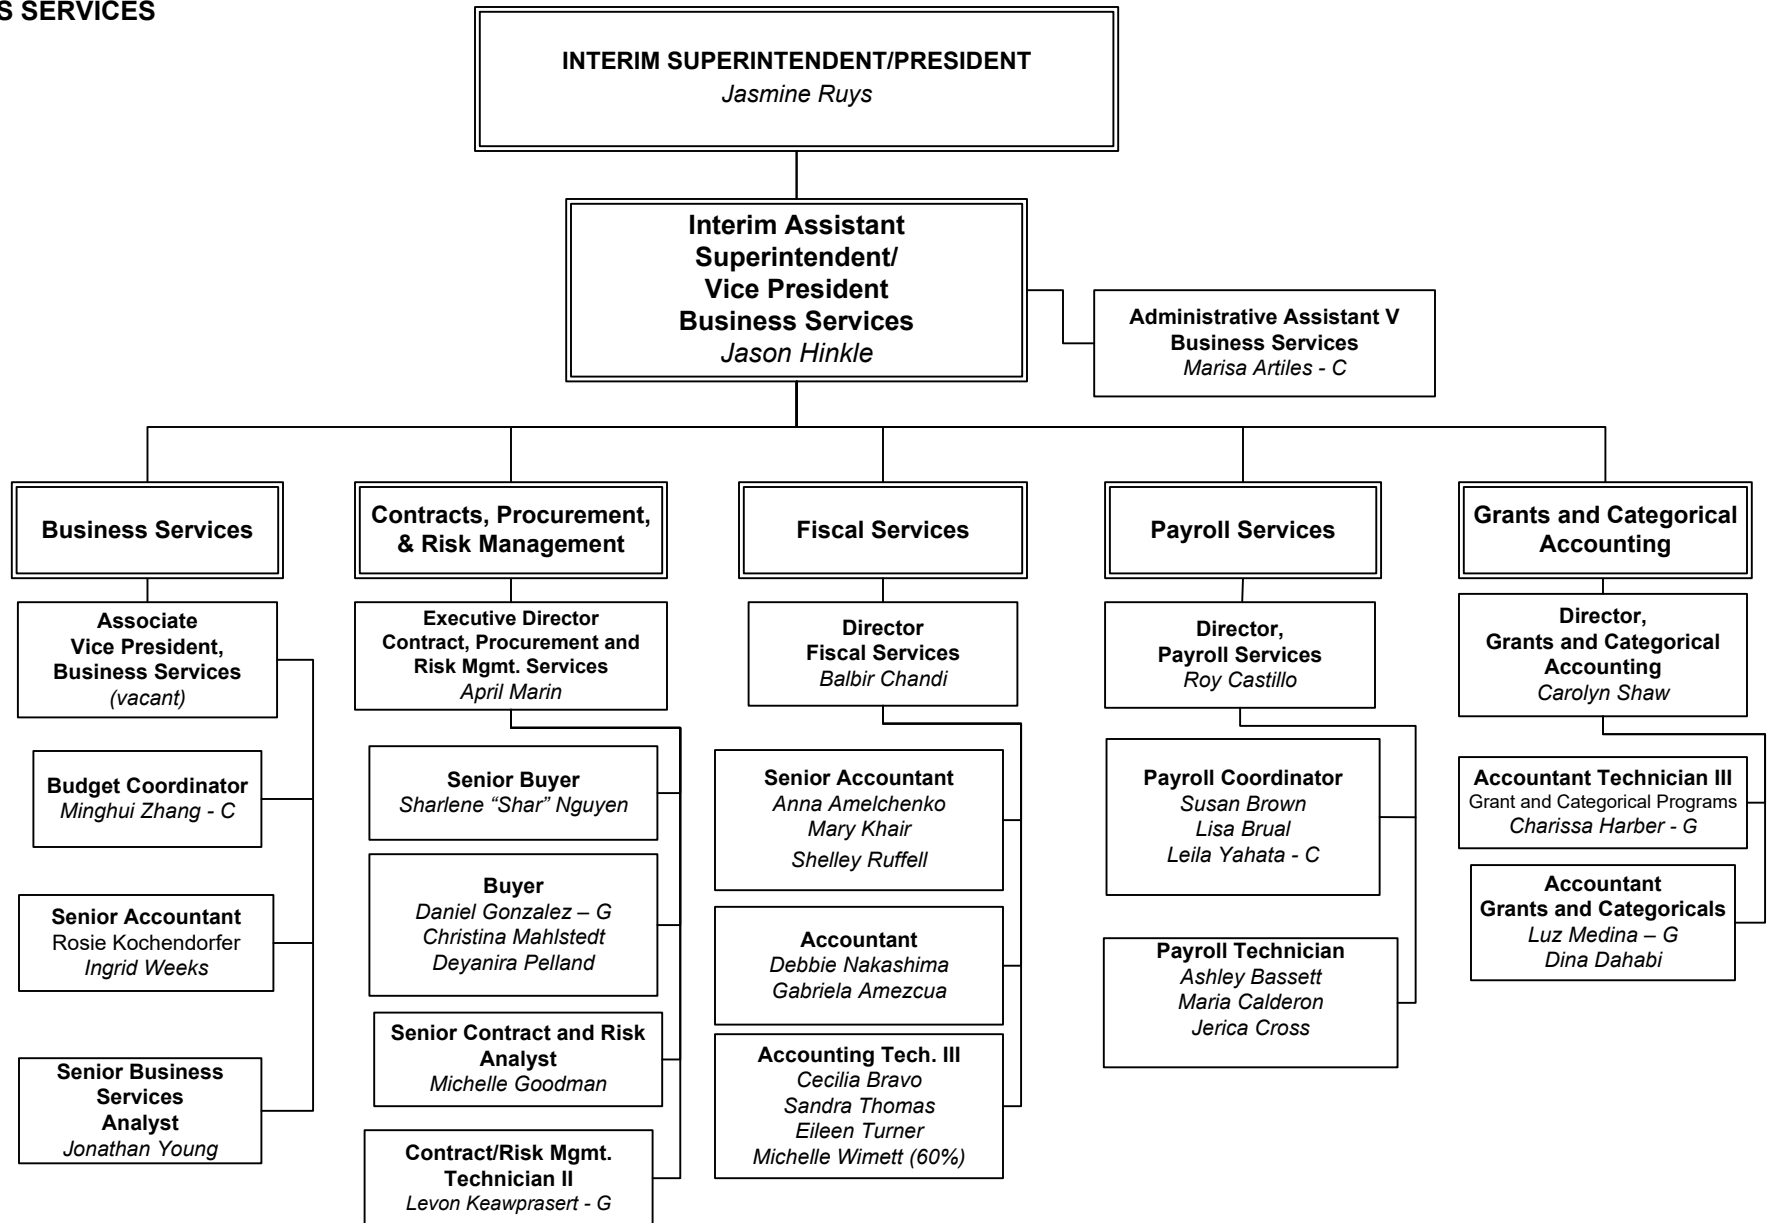 S SERVICES
INTERIM SUPERINTENDENT/PRESIDENT
Jasmine Ruys
Interim Assistant
Superintendent/
Vice President
Business Services
Jason Hinkle
Administrative Assistant V
Business Services
Marisa Artiles - C
Business Services
Contracts, Procurement,
& Risk Management
Fiscal Services
Payroll Services
Grants and Categorical
Accounting
Associate
Vice President,
Business Services
(vacant)
Budget Coordinator
Minghui Zhang - C
Senior Accountant
Rosie Kochendorfer
Ingrid Weeks
Senior Business
Services
Analyst
Jonathan Young
Executive Director
Contract, Procurement and
Risk Mgmt. Services
April Marin
Senior Buyer
Sharlene “Shar” Nguyen
Buyer
Daniel Gonzalez – G
Christina Mahlstedt
Deyanira Pelland
Senior Contract and Risk
Analyst
Michelle Goodman
Contract/Risk Mgmt.
Technician II
Levon Keawprasert - G
Director
Fiscal Services
Balbir Chandi
Senior Accountant
Anna Amelchenko
Mary Khair
Shelley Ruffell
Accountant
Debbie Nakashima
Gabriela Amezcua
Accounting Tech. III
Cecilia Bravo
Sandra Thomas
Eileen Turner
Michelle Wimett (60%)
Director,
Payroll Services
Roy Castillo
Payroll Coordinator
Susan Brown
Lisa Brual
Leila Yahata - C
Payroll Technician
Ashley Bassett
Maria Calderon
Jerica Cross
Director,
Grants and Categorical
Accounting
Carolyn Shaw
Accountant Technician III
Grant and Categorical Programs
Charissa Harber - G
Accountant
Grants and Categoricals
Luz Medina – G
Dina Dahabi